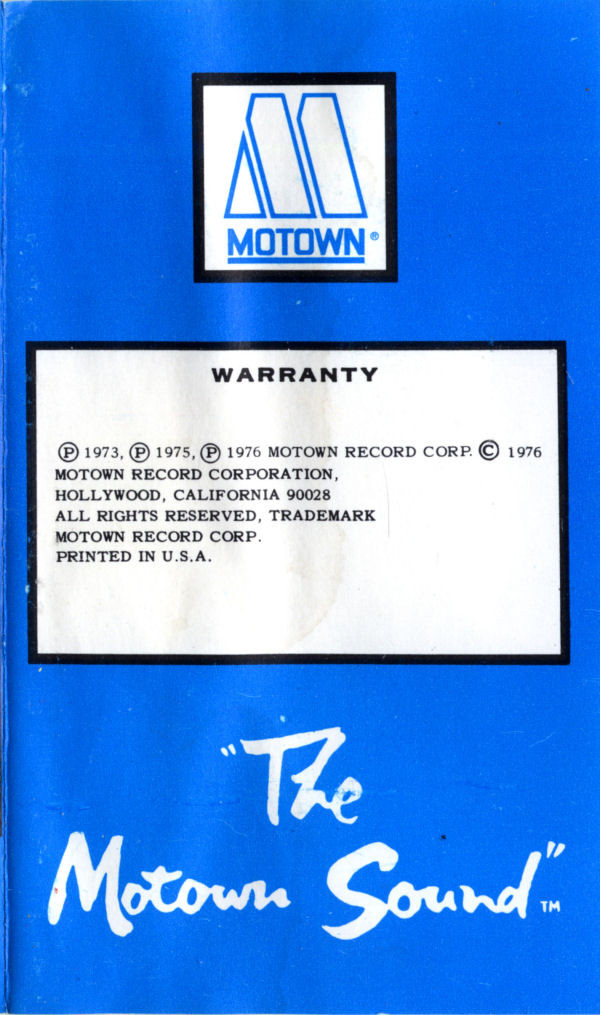 MOTOWN®
WARRANTY
Ⓟ 1973, Ⓟ 1975, Ⓟ 1976 MOTOWN RECORD CORP. © 1976
MOTOWN RECORD CORPORATION,
HOLLYWOOD, CALIFORNIA 90028
ALL RIGHTS RESERVED, TRADEMARK
MOTOWN RECORD CORP.
PRINTED IN U.S.A.
"The
Motown Sound"™